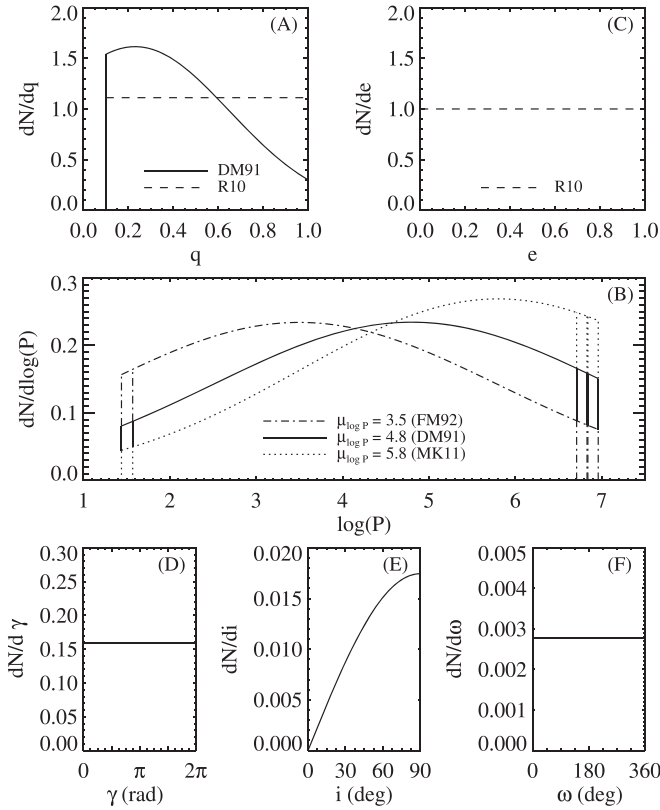 (A)
dN/dq
2.0
1.5
1.0
0.5
0.0
DM91
R10
0.0 0.2 0.4 0.6 0.8 1.0
q
(C)
dN/de
2.0
1.5
1.0
0.5
0.0
R10
0.0 0.2 0.4 0.6 0.8 1.0
e
(B)
dN/dlog(P)
0.3
0.2
0.1
0.0
μlog P = 3.5 (FM92)
μlog P = 4.8 (DM91)
μlog P = 5.8 (MK11)
1 2 3 4 5 6 7
log(P)
(D)
dN/d γ
0.30
0.25
0.20
0.15
0.10
0.05
0.00
0 π 2π
γ (rad)
(E)
dN/di
0.020
0.015
0.010
0.005
0.000
0 30 60 90
i (deg)
(F)
dN/dω
0.005
0.004
0.003
0.002
0.001
0.000
0 180 360
ω (deg)